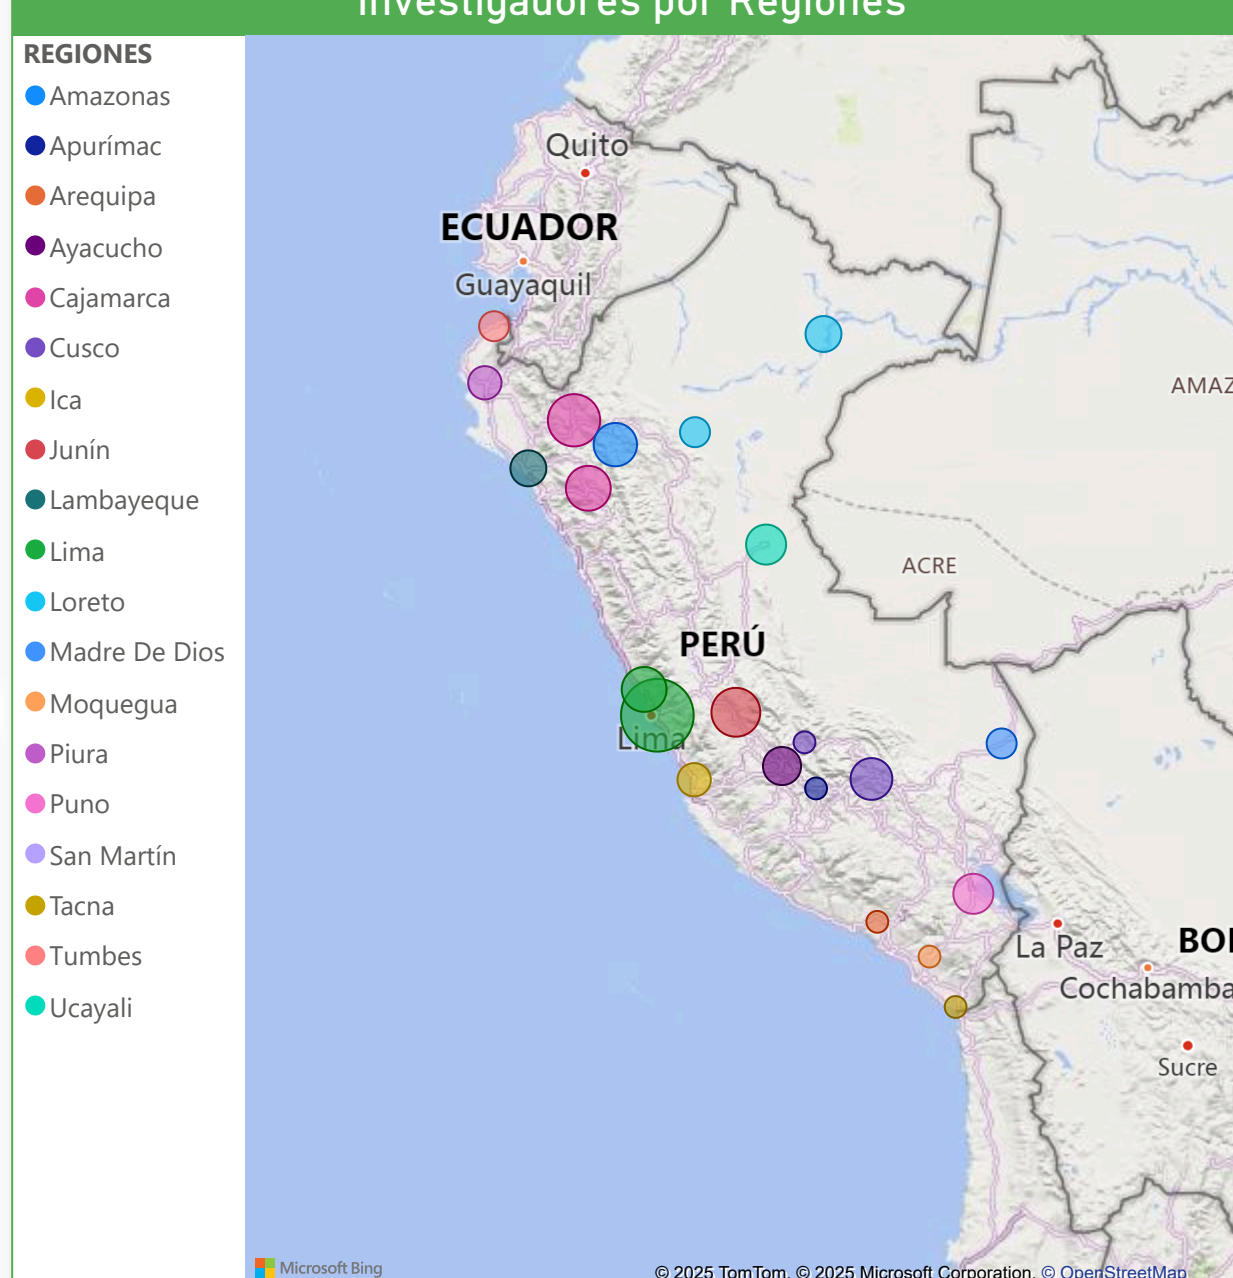 Investigadores por Regiones
REGIONES
Amazonas
Apurímac
Arequipa
Ayacucho
Cajamarca
Cusco
Ica
Junín
Lambayeque
Lima
Loreto
Madre De Dios
Moquegua
Piura
Puno
San Martín
Tacna
Tumbes
Ucayali
Quito
ECUADOR
Guayaquil
AMAZ
ACRE
PERÚ
Lima
La Paz
BOI
Cochabamba
Sucre
Microsoft Bing
© 2025 TomTom, © 2025 Microsoft Corporation, © OpenStreetMap